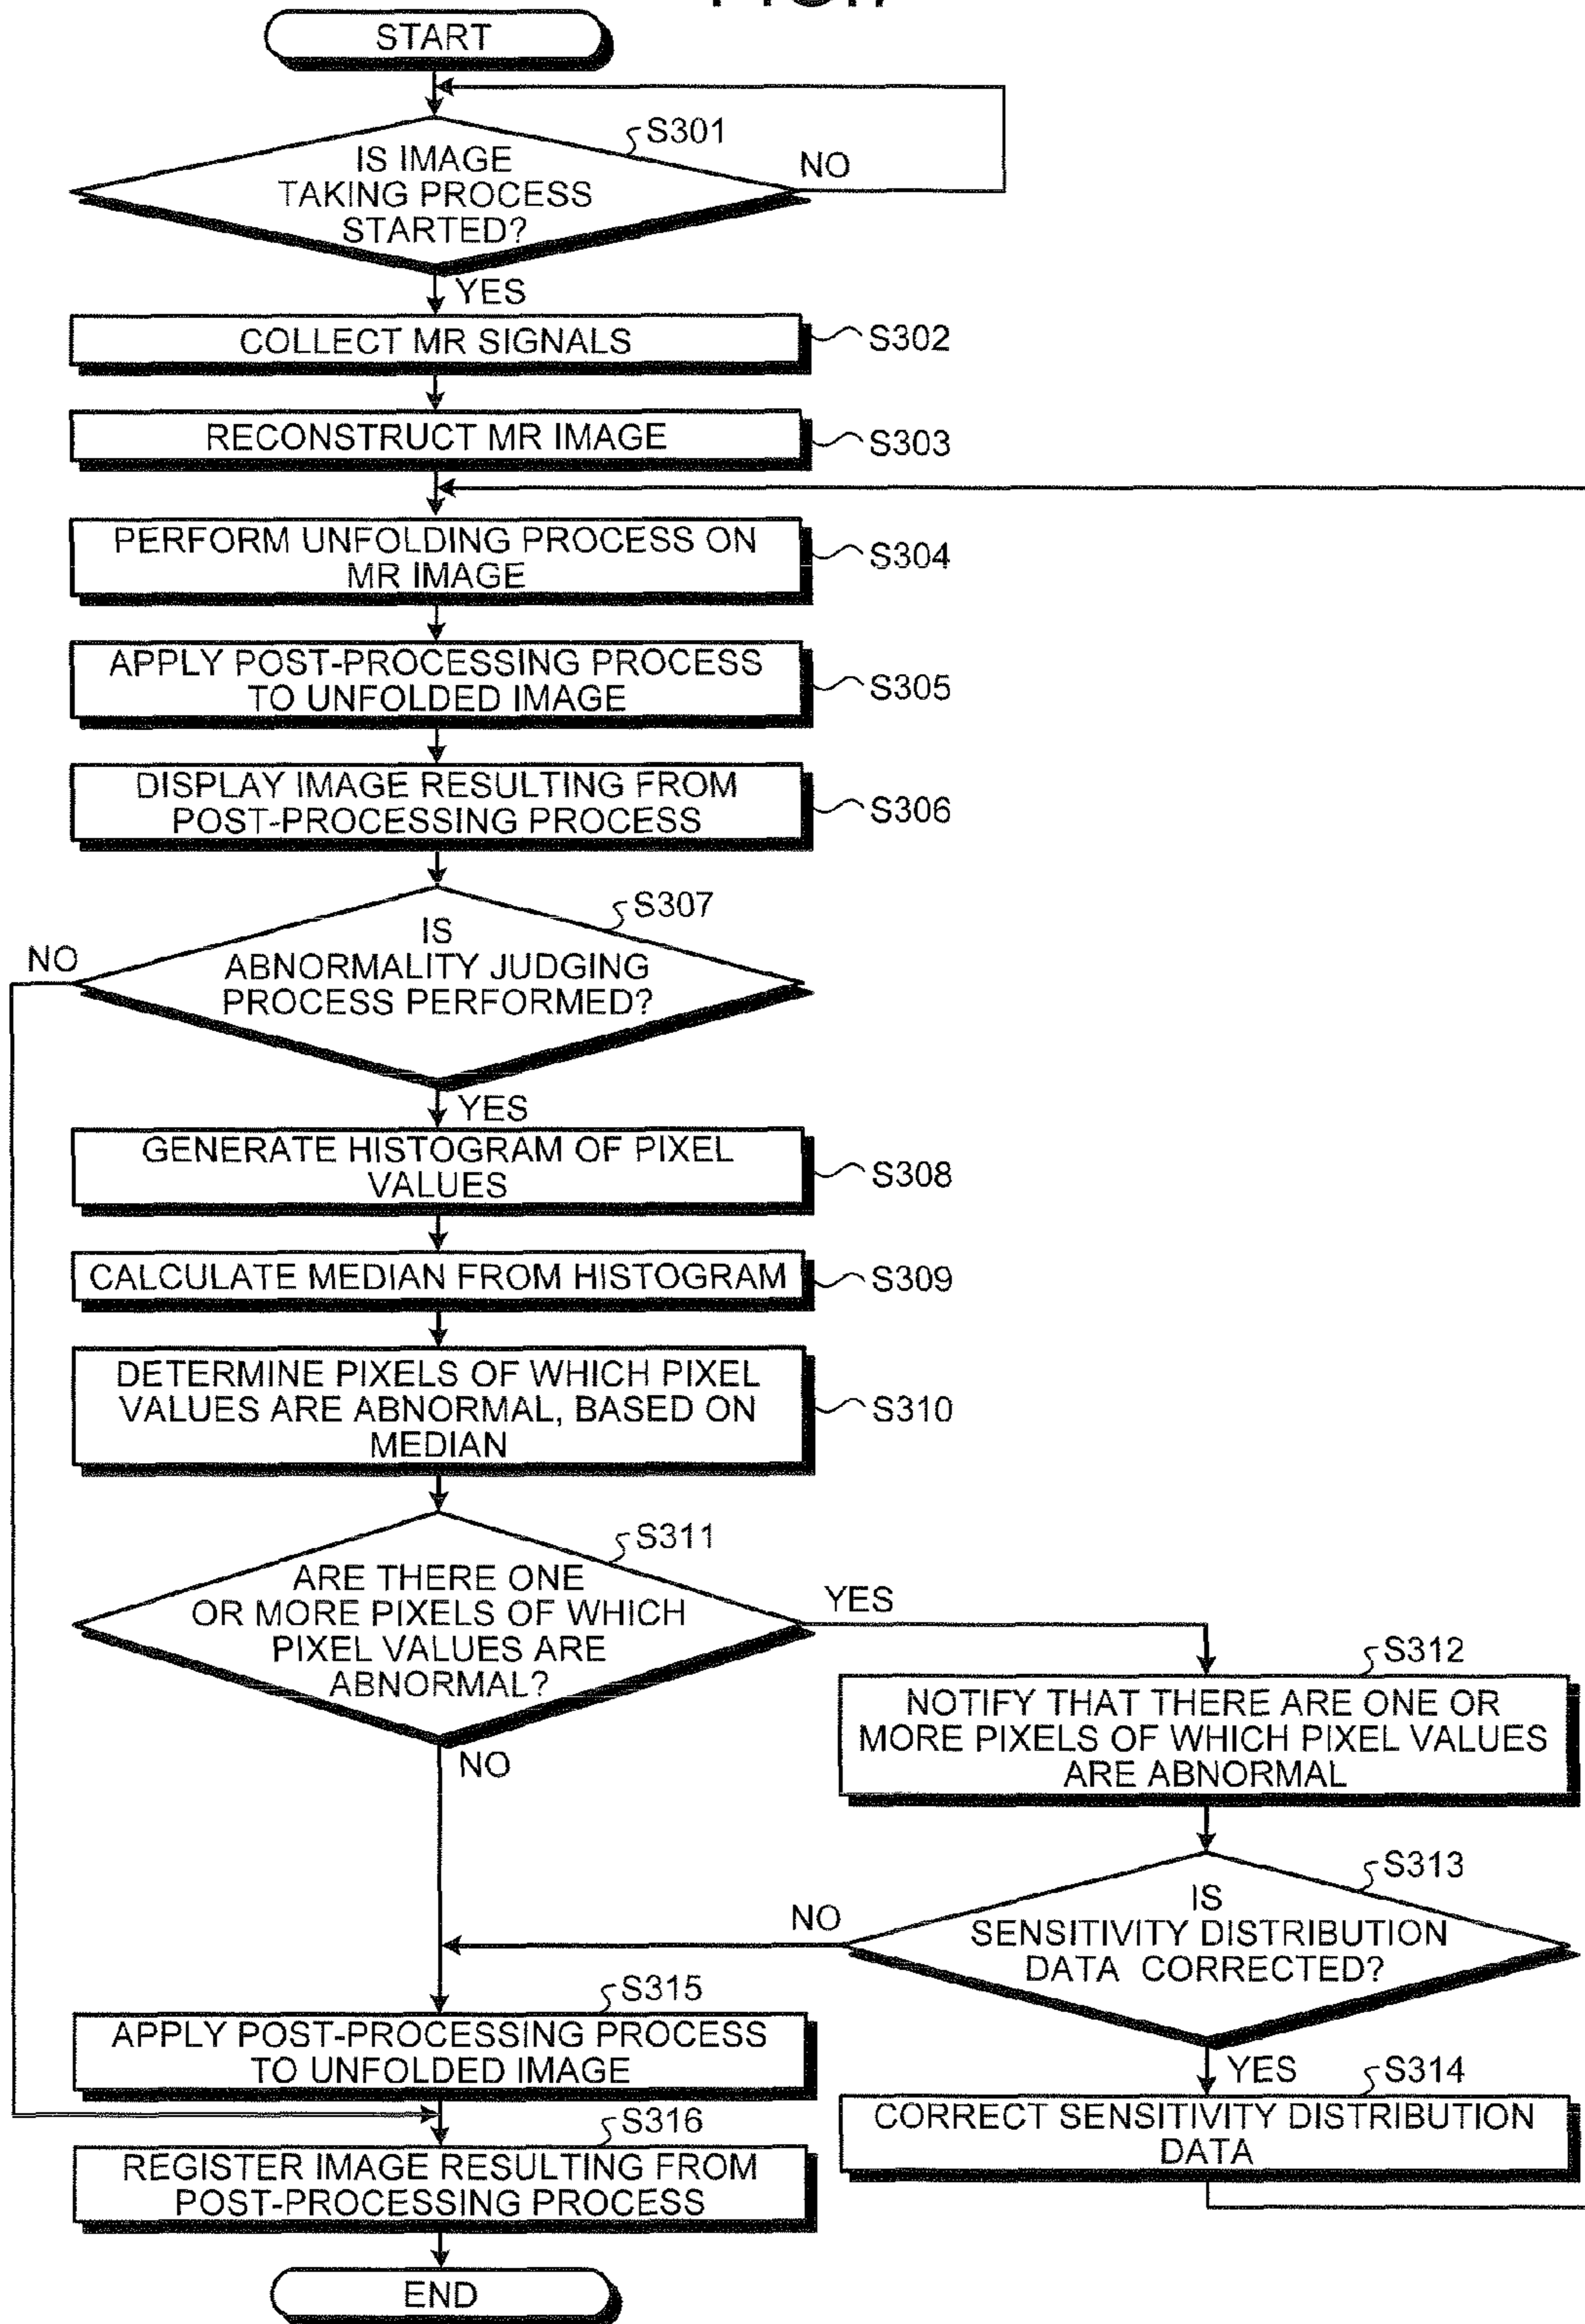 START
S301
IS IMAGE
TAKING PROCESS
STARTED?
NO
YES
COLLECT MR SIGNALS
S302
RECONSTRUCT MR IMAGE
S303
PERFORM UNFOLDING PROCESS ON
MR IMAGE
S304
APPLY POST-PROCESSING PROCESS
TO UNFOLDED IMAGE
S305
DISPLAY IMAGE RESULTING FROM
POST-PROCESSING PROCESS
S306
S307
IS
ABNORMALITY JUDGING
PROCESS PERFORMED?
NO
YES
GENERATE HISTOGRAM OF PIXEL
VALUES
S308
CALCULATE MEDIAN FROM HISTOGRAM
S309
DETERMINE PIXELS OF WHICH PIXEL
VALUES ARE ABNORMAL, BASED ON
MEDIAN
S310
S311
ARE THERE ONE
OR MORE PIXELS OF WHICH
PIXEL VALUES ARE
ABNORMAL?
YES
NO
S312
NOTIFY THAT THERE ARE ONE OR
MORE PIXELS OF WHICH PIXEL VALUES
ARE ABNORMAL
S313
IS
SENSITIVITY DISTRIBUTION
DATA CORRECTED?
NO
YES
S314
CORRECT SENSITIVITY DISTRIBUTION
DATA
S315
APPLY POST-PROCESSING PROCESS
TO UNFOLDED IMAGE
S316
REGISTER IMAGE RESULTING FROM
POST-PROCESSING PROCESS
END